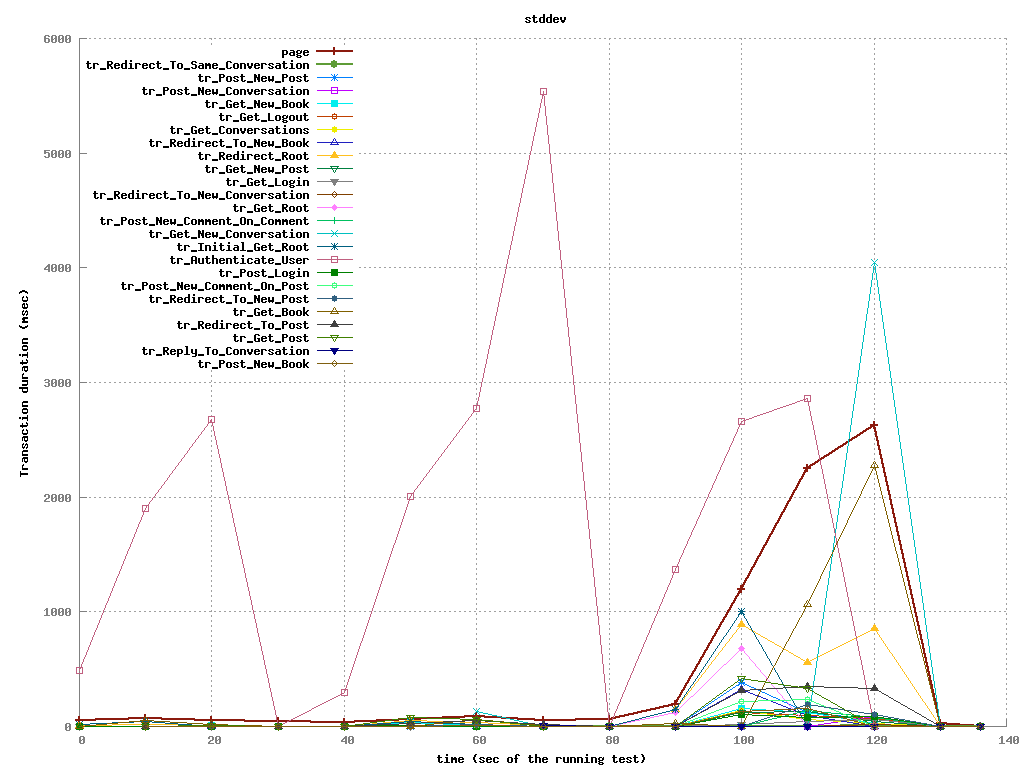 stddev
6000
5000
4000
3000
2000
1000
0
page
tr_Redirect_To_Same_Conversation
tr_Post_New_Post
tr_Post_New_Conversation
tr_Get_New_Book
tr_Get_Logout
tr_Get_Conversations
tr_Redirect_To_New_Book
tr_Redirect_Root
tr_Get_New_Post
tr_Get_Login
tr_Redirect_To_New_Conversation
tr_Get_Root
tr_Post_New_Comment_On_Comment
tr_Get_New_Conversation
tr_Initial_Get_Root
tr_Authenticate_User
tr_Post_Login
tr_Post_New_Comment_On_Post
tr_Redirect_To_New_Post
tr_Get_Book
tr_Redirect_To_Post
tr_Get_Post
tr_Reply_To_Conversation
tr_Post_New_Book
Transaction duration (msec)
0 20 40 60 80 100 120 140
time (sec of the running test)